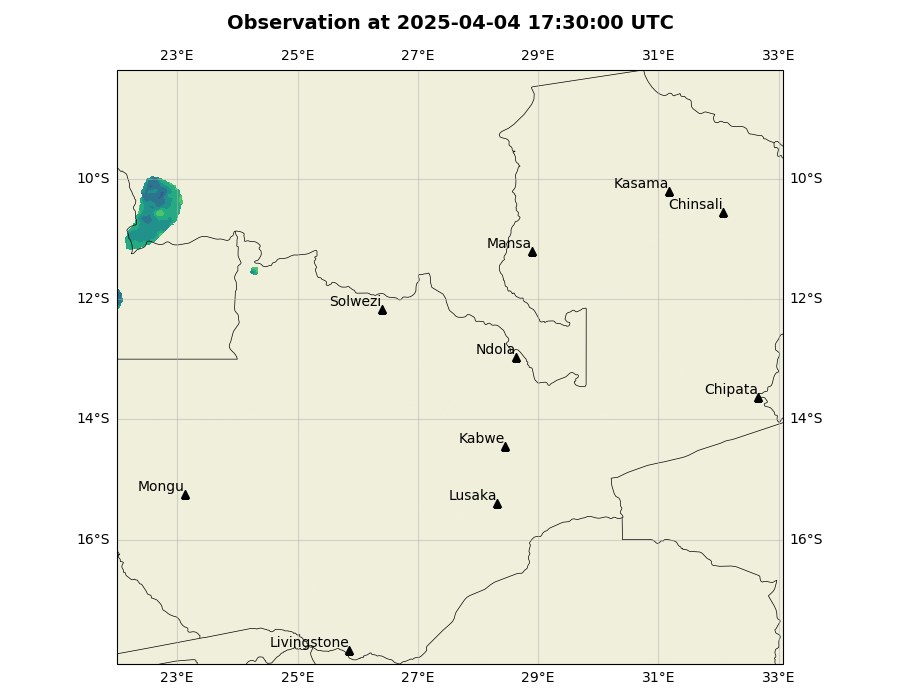 Observation at 2025-04-04 17:30:00 UTC
23°E 25°E 27°E 29°E 31°E 33°E
10°S 10°S
Kasama
Chinsali
Mansa
12°S 12°S
Solwezi
Ndola
Chipata
14°S 14°S
Kabwe
Mongu
Lusaka
16°S 16°S
Livingstone
23°E 25°E 27°E 29°E 31°E 33°E